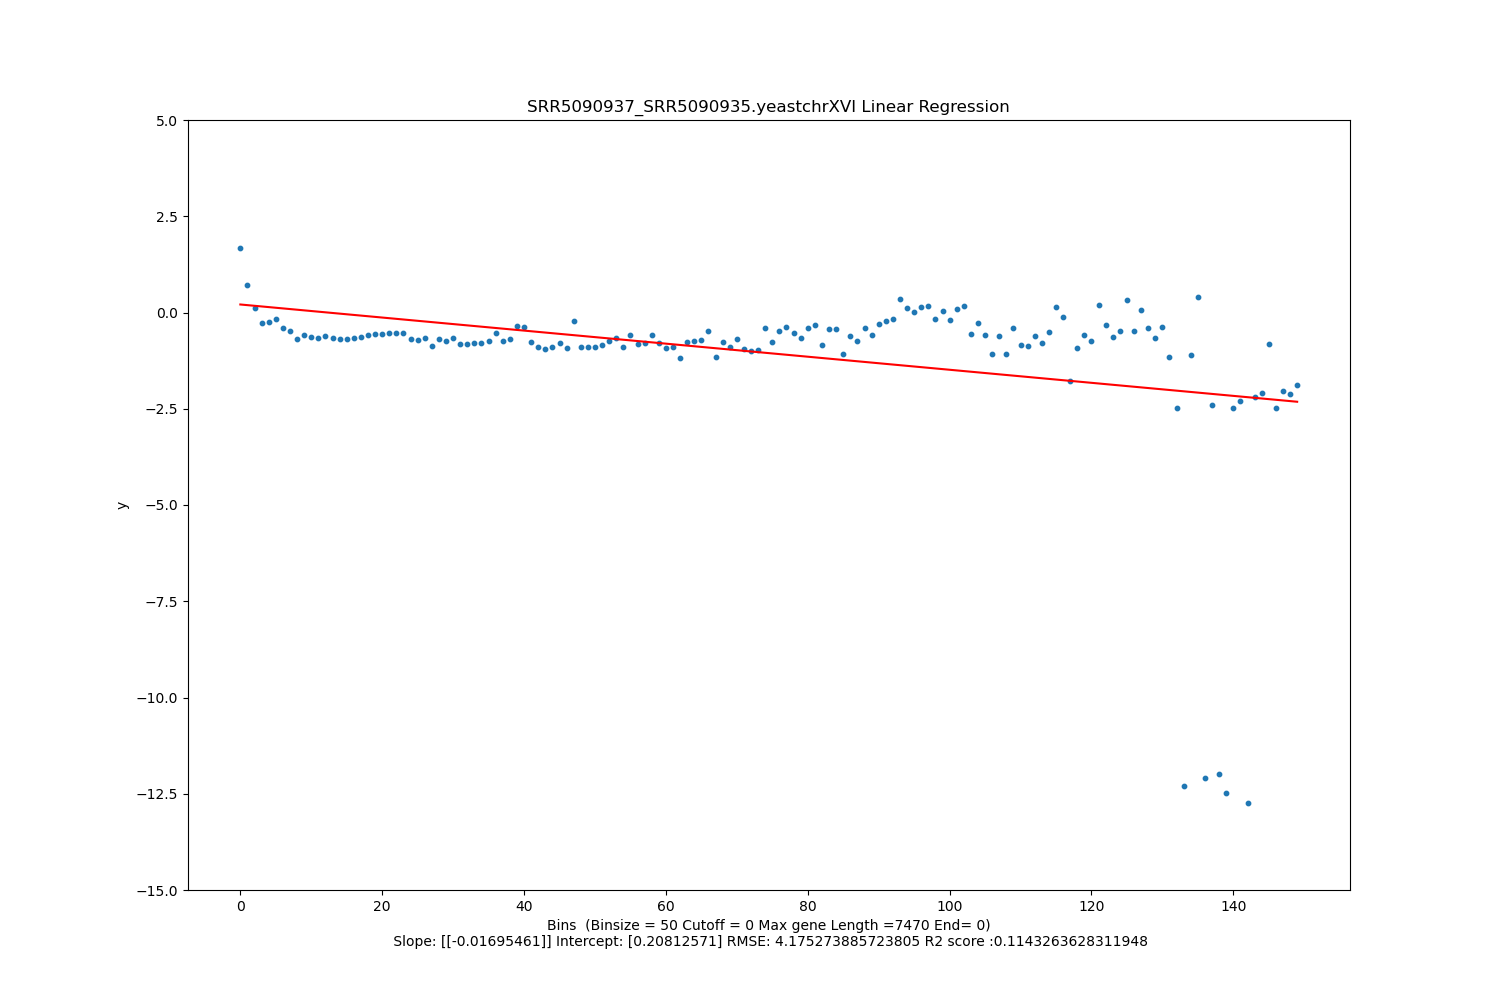 SRR5090937_SRR5090935.yeastchrXVI Linear Regression
5.0
2.5
0.0
−2.5
−5.0
−7.5
−10.0
−12.5
−15.0
y
0 20 40 60 80 100 120 140
Bins  (Binsize = 50 Cutoff = 0 Max gene Length =7470 End= 0)
Slope: [[-0.01695461]] Intercept: [0.20812571] RMSE: 4.175273885723805 R2 score :0.1143263628311948